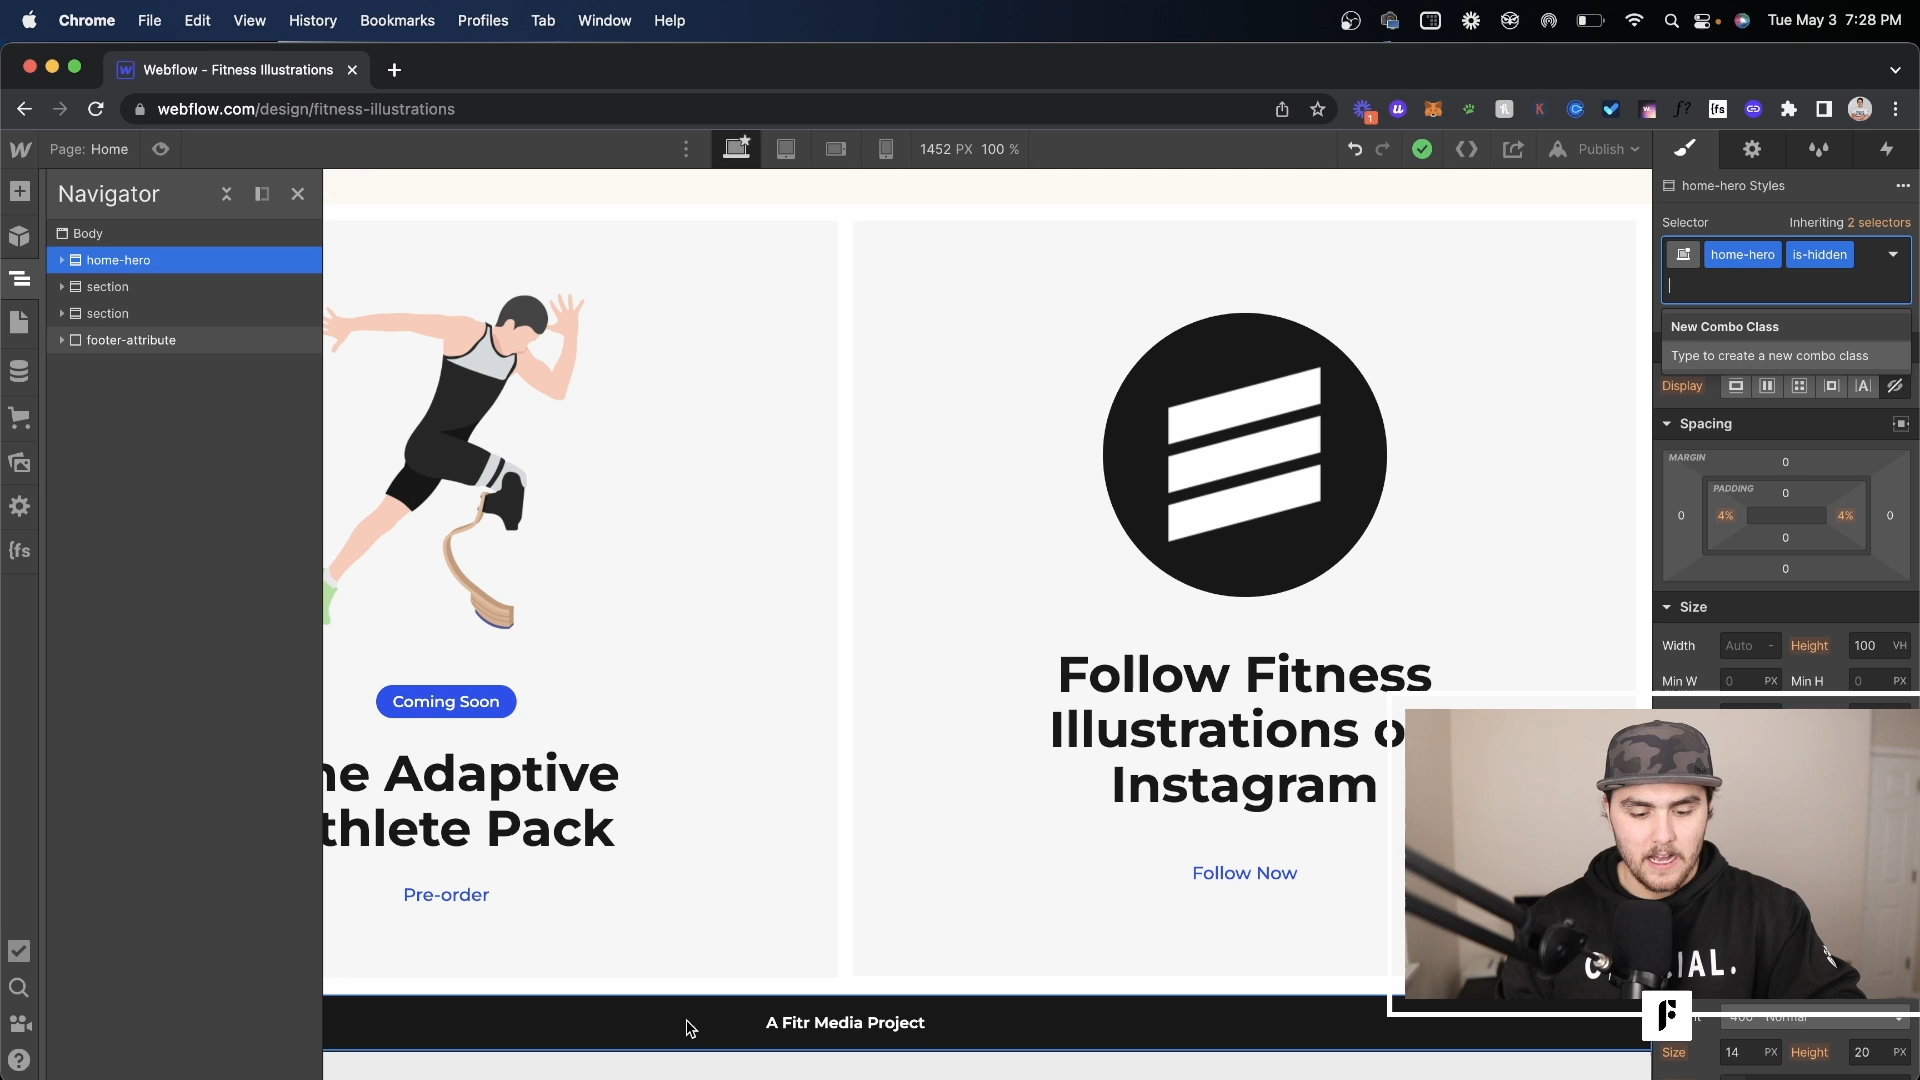 Chrome File Edit View History Bookmarks Profiles Tab Window Help Tue May 3 7:28 PM
Webflow - Fitness Illustrations
webflow.com/design/fitness-illustrations
Page: Home 1452 PX 100 % Publish
Navigator
Body
home-hero
section
section
footer-attribute
Coming Soon
ne Adaptive
thlete Pack
Pre-order
Follow Fitness
Illustrations o
Instagram
Follow Now
A Fitr Media Project
home-hero Styles
Selector Inheriting 2 selectors
home-hero is-hidden
New Combo Class
Type to create a new combo class
Display
Spacing
MARGIN 0
PADDING 0
0 4% 4% 0
0
0
Size
Width Auto - Height 100 VH
Min W 0 PX Min H 0 PX
400 Normal
Size 14 PX Height 20 PX